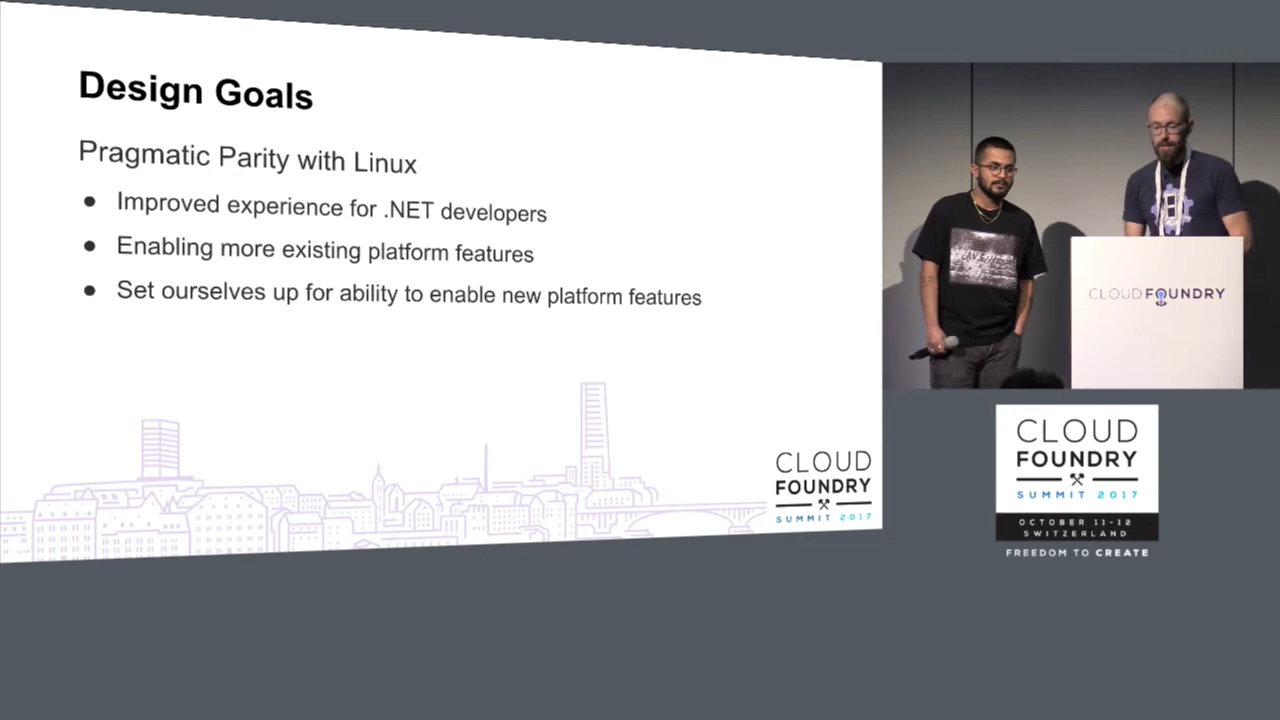 Design Goals
Pragmatic Parity with Linux
● Improved experience for .NET developers
● Enabling more existing platform features
● Set ourselves up for ability to enable new platform features
CLOUD
FOUNDRY
SUMMIT 2017
CLOUD FOUNDRY
CLOUD
FOUNDRY
SUMMIT 2017
OCTOBER 11-12
SWITZERLAND
FREEDOM TO CREATE